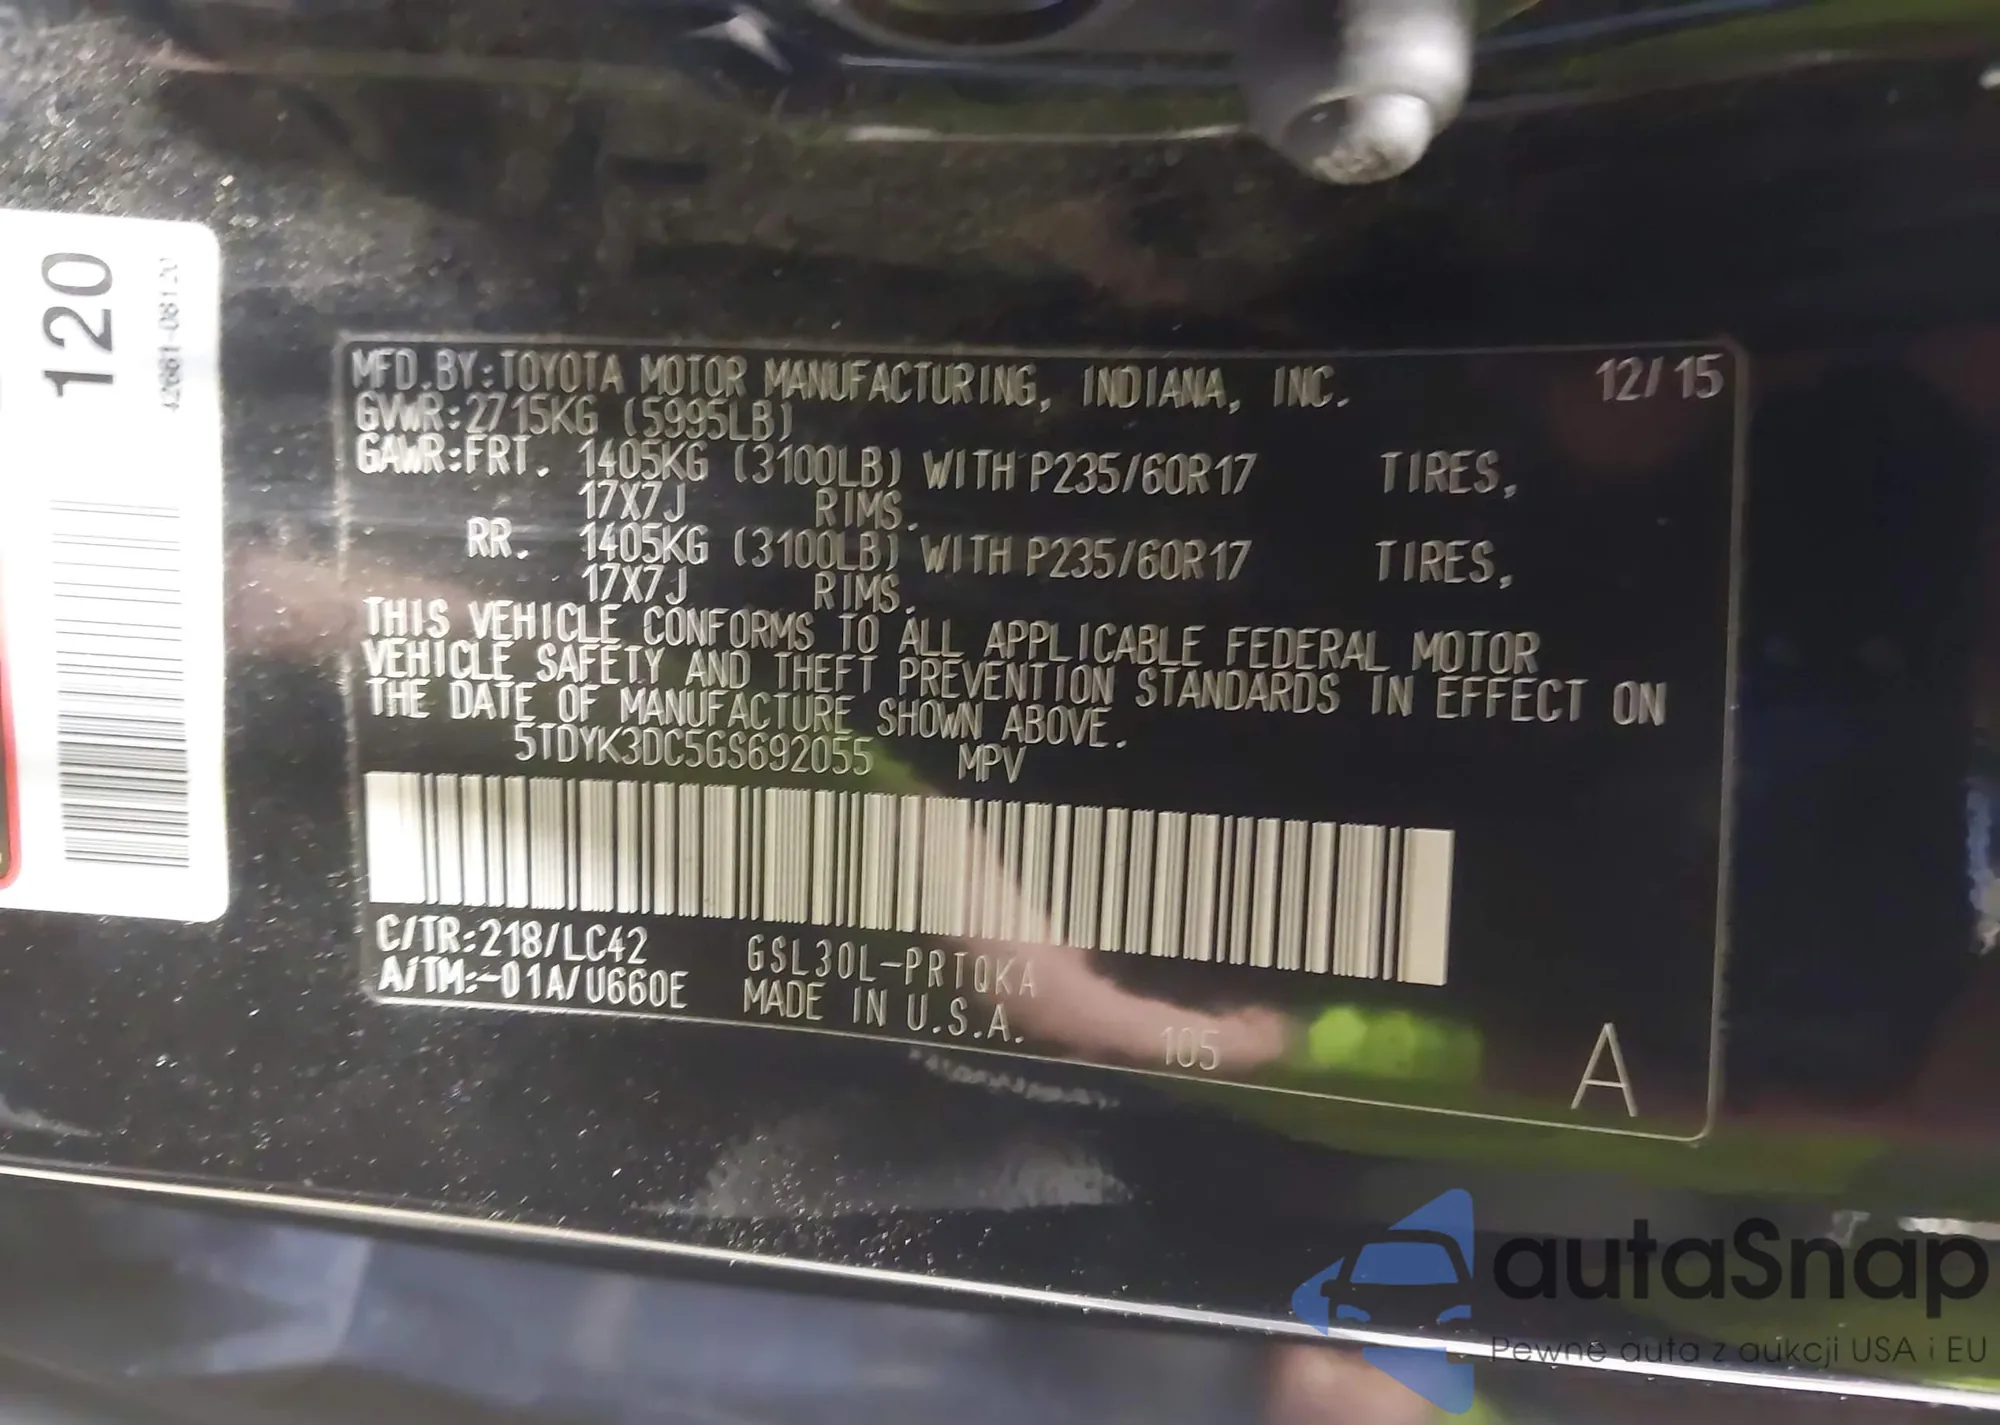 120
42661-08120
MFD.BY:TOYOTA MOTOR MANUFACTURING, INDIANA, INC. 12/15
GVWR:2715KG (5995LB)
GAWR:FRT. 1405KG (3100LB) WITH P235/60R17 TIRES,
17X7J RIMS.
RR. 1405KG (3100LB) WITH P235/60R17 TIRES,
17X7J RIMS.
THIS VEHICLE CONFORMS TO ALL APPLICABLE FEDERAL MOTOR
VEHICLE SAFETY AND THEFT PREVENTION STANDARDS IN EFFECT ON
THE DATE OF MANUFACTURE SHOWN ABOVE.
5TDYK3DC5GS692055 MPV
C/TR:218/LC42 GSL30L-PRTQKA
A/TM:-01A/U660E MADE IN U.S.A. 105 A
autaSnap
Pewne auta z aukcji USA i EU